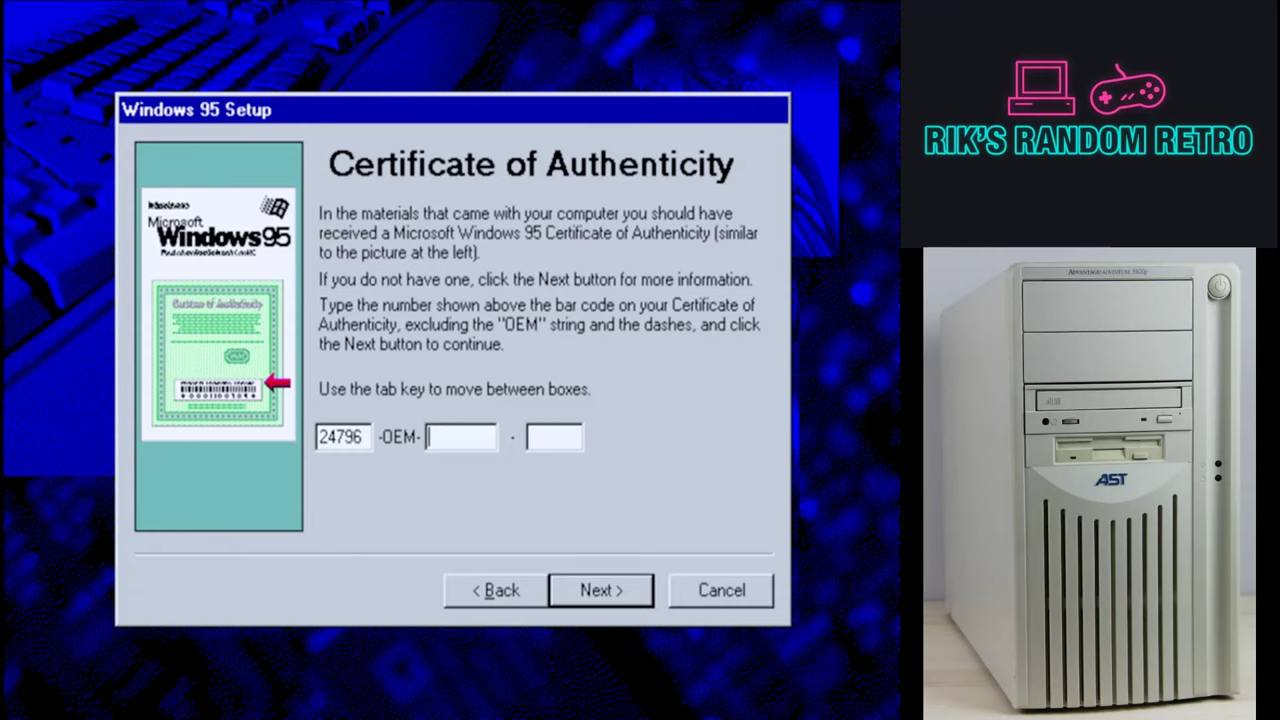 Windows 95 Setup
Certificate of Authenticity
In the materials that came with your computer you should have
received a Microsoft Windows 95 Certificate of Authenticity (similar
to the picture at the left).
If you do not have one, click the Next button for more information.
Type the number shown above the bar code on your Certificate of
Authenticity, excluding the "OEM" string and the dashes, and click
the Next button to continue.
Use the tab key to move between boxes.
24796 -OEM- -
< Back Next > Cancel
Microsoft
Windows95
Certificate of Authenticity
RIK'S RANDOM RETRO
AST